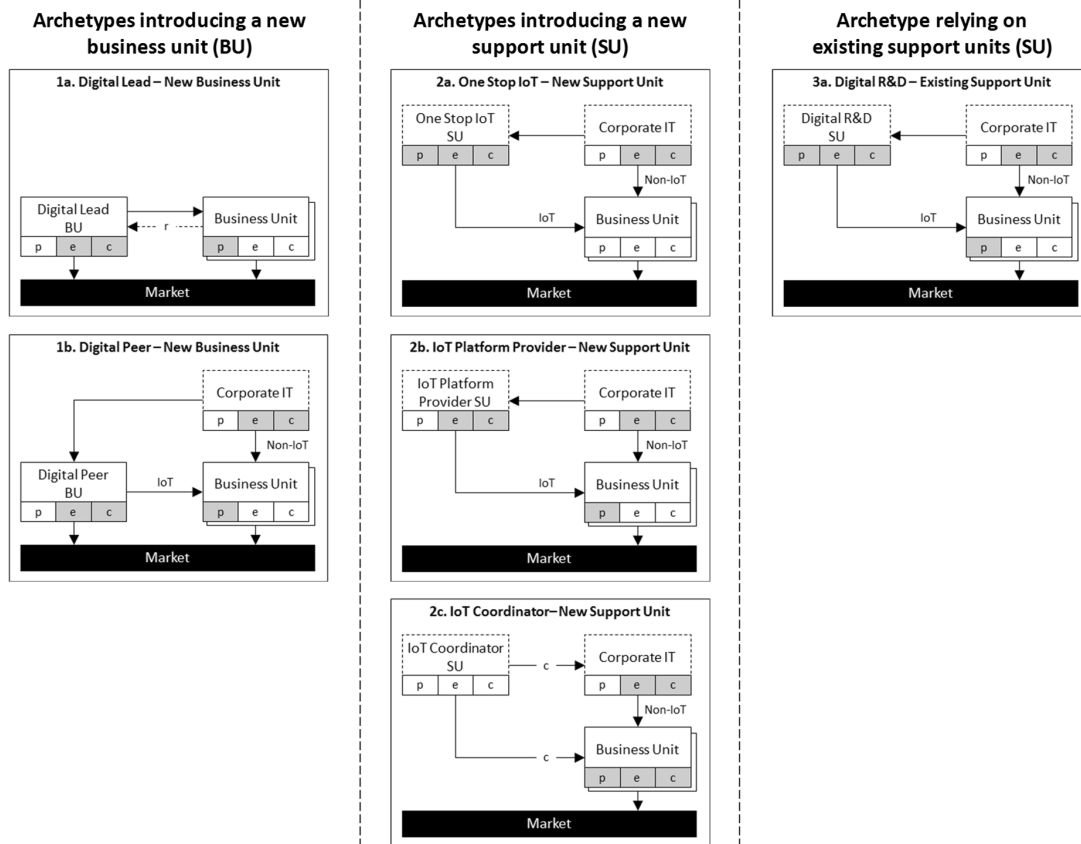 Archetypes introducing a new
business unit (BU)
1a. Digital Lead – New Business Unit
Digital Lead
BU
p e c
r
Business Unit
p e c
Market
1b. Digital Peer – New Business Unit
Corporate IT
p e c
Non-IoT
Digital Peer
BU
p e c
IoT
Business Unit
p e c
Market
Archetypes introducing a new
support unit (SU)
2a. One Stop IoT – New Support Unit
One Stop IoT
SU
p e c
Corporate IT
p e c
Non-IoT
IoT
Business Unit
p e c
Market
2b. IoT Platform Provider – New Support Unit
IoT Platform
Provider SU
p e c
Corporate IT
p e c
Non-IoT
IoT
Business Unit
p e c
Market
2c. IoT Coordinator– New Support Unit
IoT Coordinator
SU
p e c
c
Corporate IT
p e c
Non-IoT
c
Business Unit
p e c
Market
Archetype relying on
existing support units (SU)
3a. Digital R&D – Existing Support Unit
Digital R&D
SU
p e c
Corporate IT
p e c
Non-IoT
IoT
Business Unit
p e c
Market